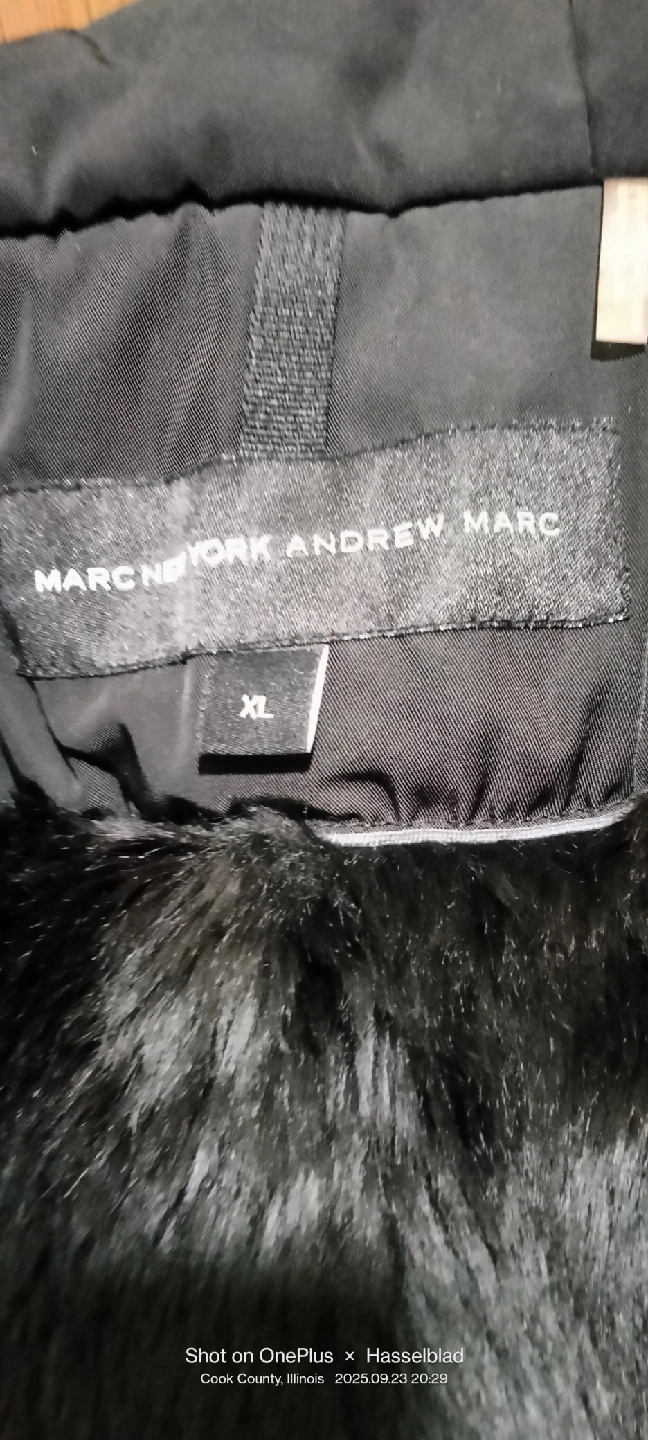 MARC NEW YORK ANDREW MARC
XL
Shot on OnePlus × Hasselblad
Cook County, Illinois 2025.09.23 20:29